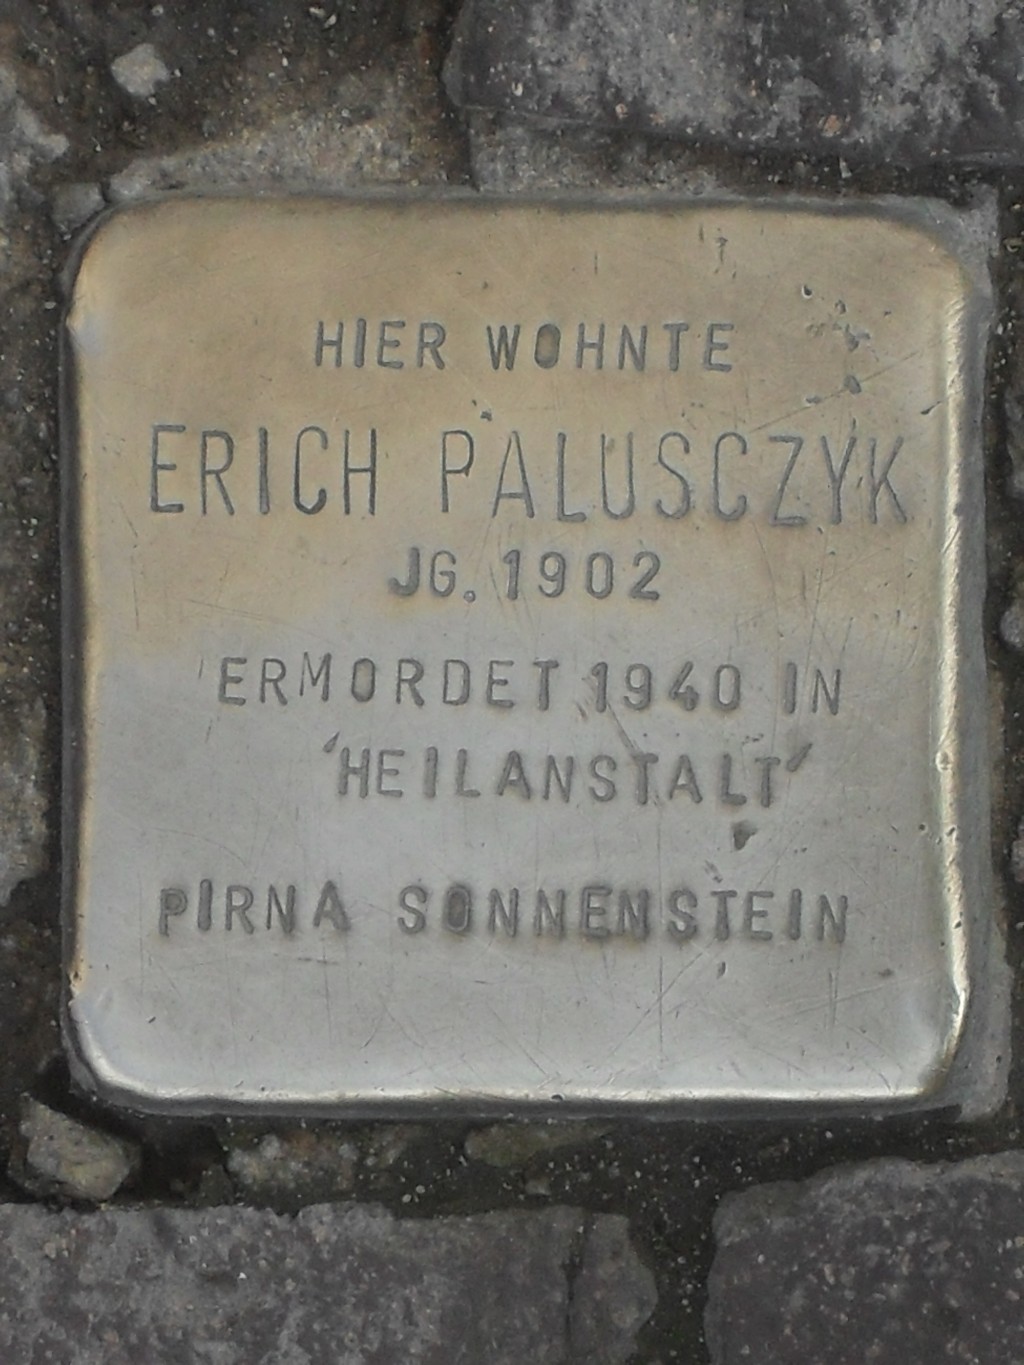 HIER WOHNTE
ERICH PALUSCZYK
JG. 1902
ERMORDET 1940 IN
'HEILANSTALT'
PIRNA SONNENSTEIN